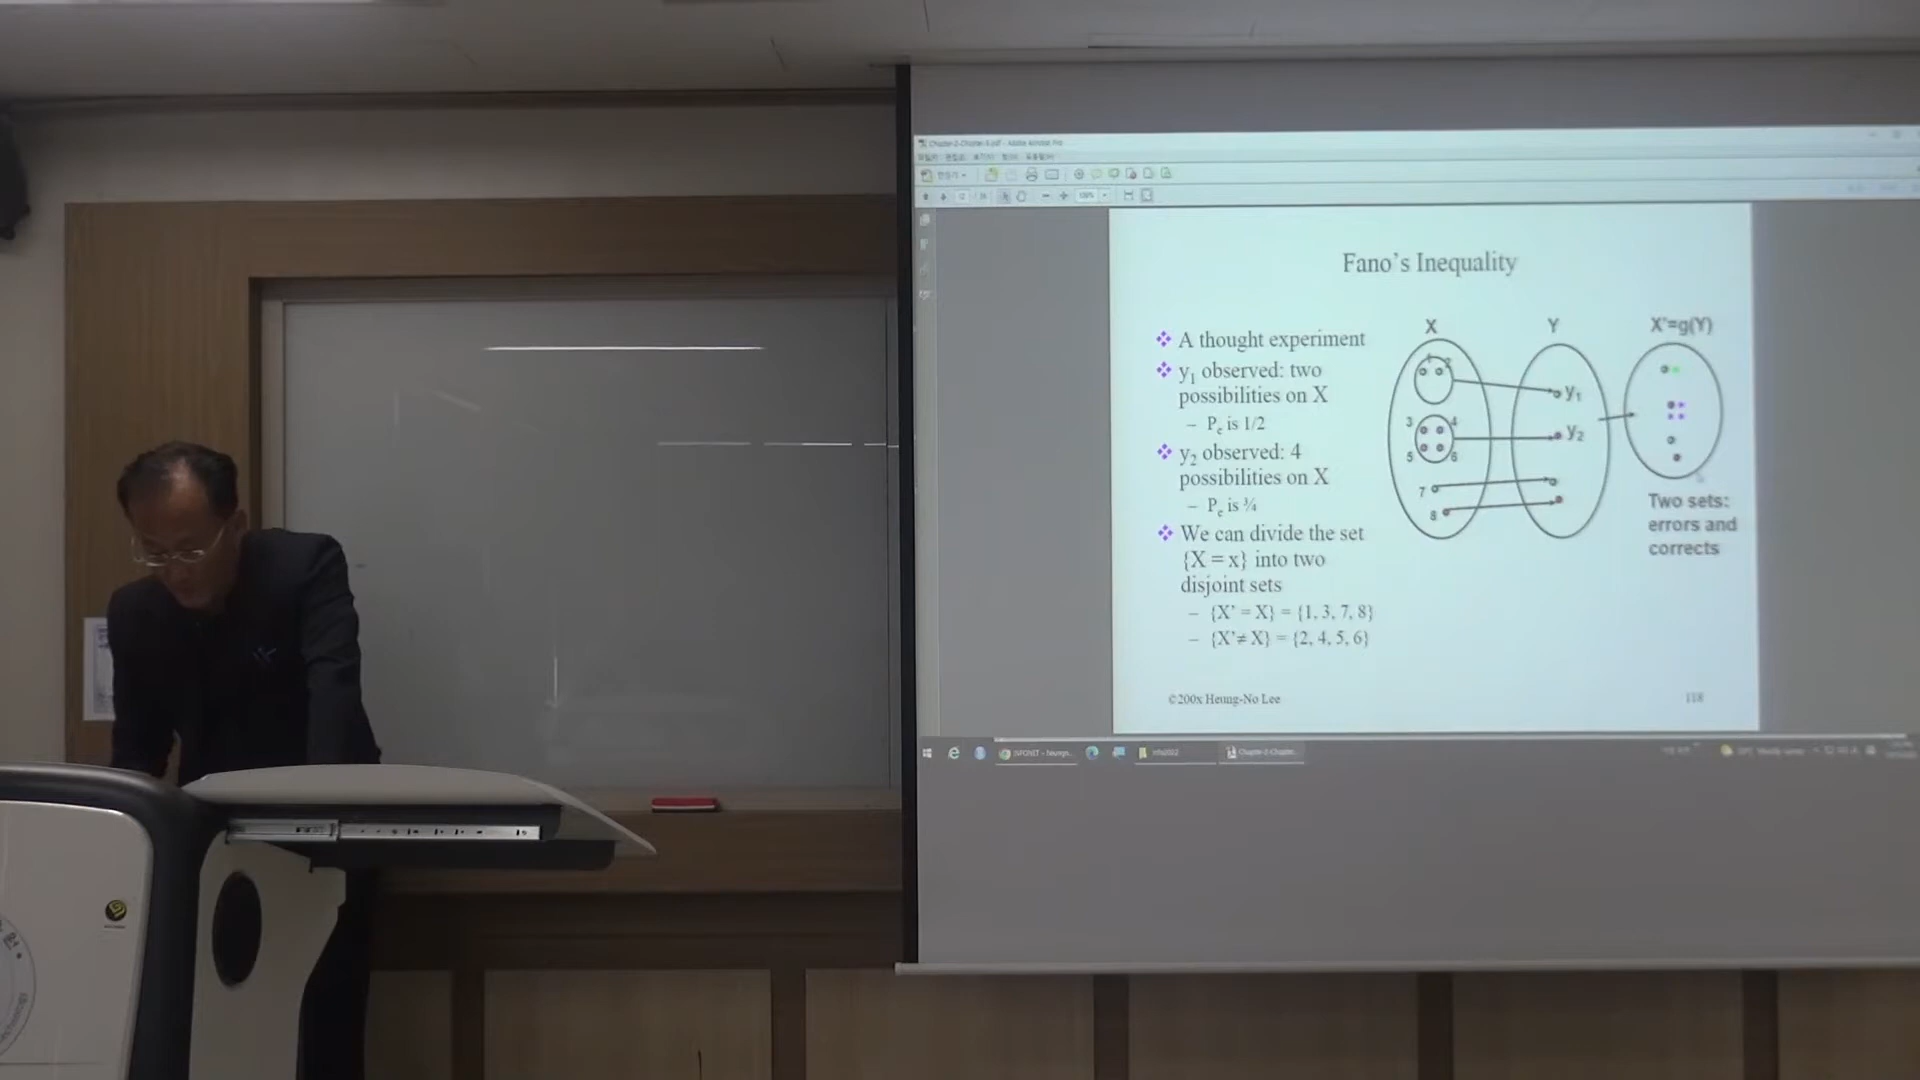 Fano's Inequality
❖ A thought experiment
❖ y₁ observed: two
possibilities on X
– Pₑ is 1/2
❖ y₂ observed: 4
possibilities on X
– Pₑ is ¾
❖ We can divide the set
{X = x} into two
disjoint sets
– {X' = X} = {1, 3, 7, 8}
– {X' ≠ X} = {2, 4, 5, 6}
X
Y
X'=g(Y)
1 2
3 4
5 6
7
8
y₁
y₂
Two sets:
errors and
corrects
©200x Heung-No Lee
118